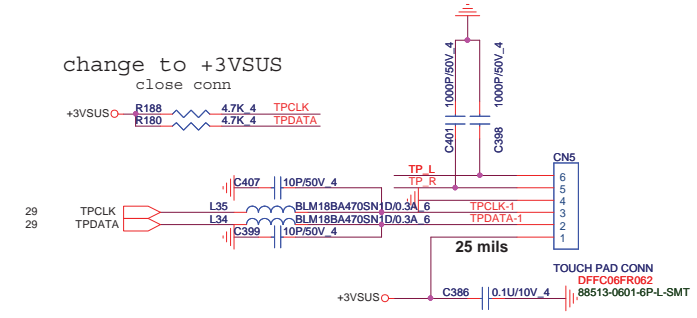 change to +3VSUS
close conn
1000P/50V_4
1000P/50V_4
C401
C398
+3VSUS
R188 4.7K_4 TPCLK
R180 4.7K_4 TPDATA
CN5
TP_L 6
TP_R 5
4
C407 10P/50V_4
29 TPCLK L35 BLM18BA470SN1D/0.3A_6 TPCLK-1 3
29 TPDATA L34 BLM18BA470SN1D/0.3A_6 TPDATA-1 2
C399 10P/50V_4
1
25 mils
TOUCH PAD CONN
DFFC06FR062
88513-0601-6P-L-SMT
+3VSUS C386 0.1U/10V_4